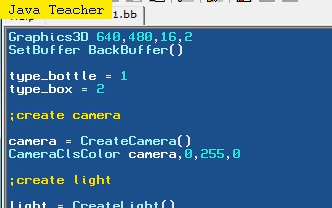 Java Teacher
1.bb
Graphics3D 640,480,16,2
SetBuffer BackBuffer()
type_bottle = 1
type_box = 2
;create camera
camera = CreateCamera()
CameraClsColor camera,0,255,0
;create light
light = CreateLight()